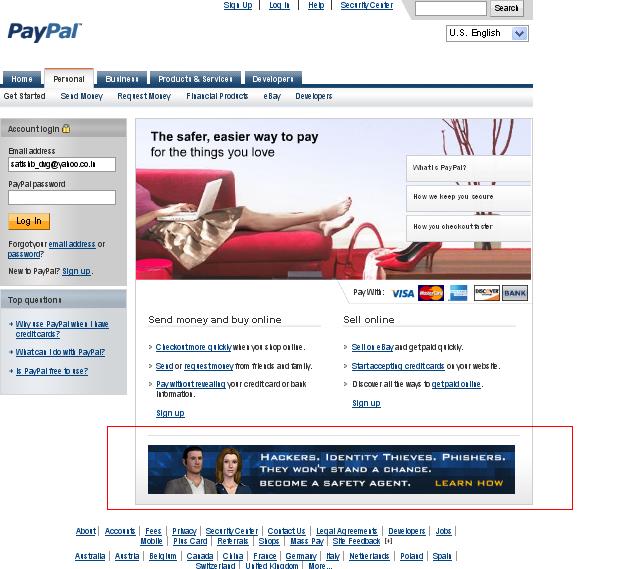 Sign Up | Log In | Help | Security Center
Search
PayPal
U.S. English
Home
Personal
Business
Products & Services
Developers
Get Started
Send Money
Request Money
Financial Products
eBay
Developers
Account login
Email address
PayPal password
Log In
Forgot your email address or
password?
New to PayPal? Sign up.
Top questions
Why use PayPal when I have
credit cards?
What can I do with PayPal?
Is PayPal free to use?
The safer, easier way to pay
for the things you love
What is PayPal?
How we keep you secure
How you checkout faster
Pay With: VISA MasterCard DISCOVER BANK
Send money and buy online
Checkout more quickly when you shop online.
Send or request money from friends and family.
Pay without revealing your credit card or bank
information.
Sign up
Sell online
Sell on eBay and get paid quickly.
Start accepting credit cards on your website.
Discover all the ways to get paid online.
Sign up
HACKERS. IDENTITY THIEVES. PHISHERS.
THEY WON'T STAND A CHANCE.
BECOME A SAFETY AGENT. LEARN HOW
About | Accounts | Fees | Privacy | Security Center | Contact Us | Legal Agreements | Developers | Jobs |
Mobile | Plus Card | Referrals | Shops | Mass Pay | Site Feedback [+]
Australia | Austria | Belgium | Canada | China | France | Germany | Italy | Netherlands | Poland | Spain |
Switzerland | United Kingdom | More...